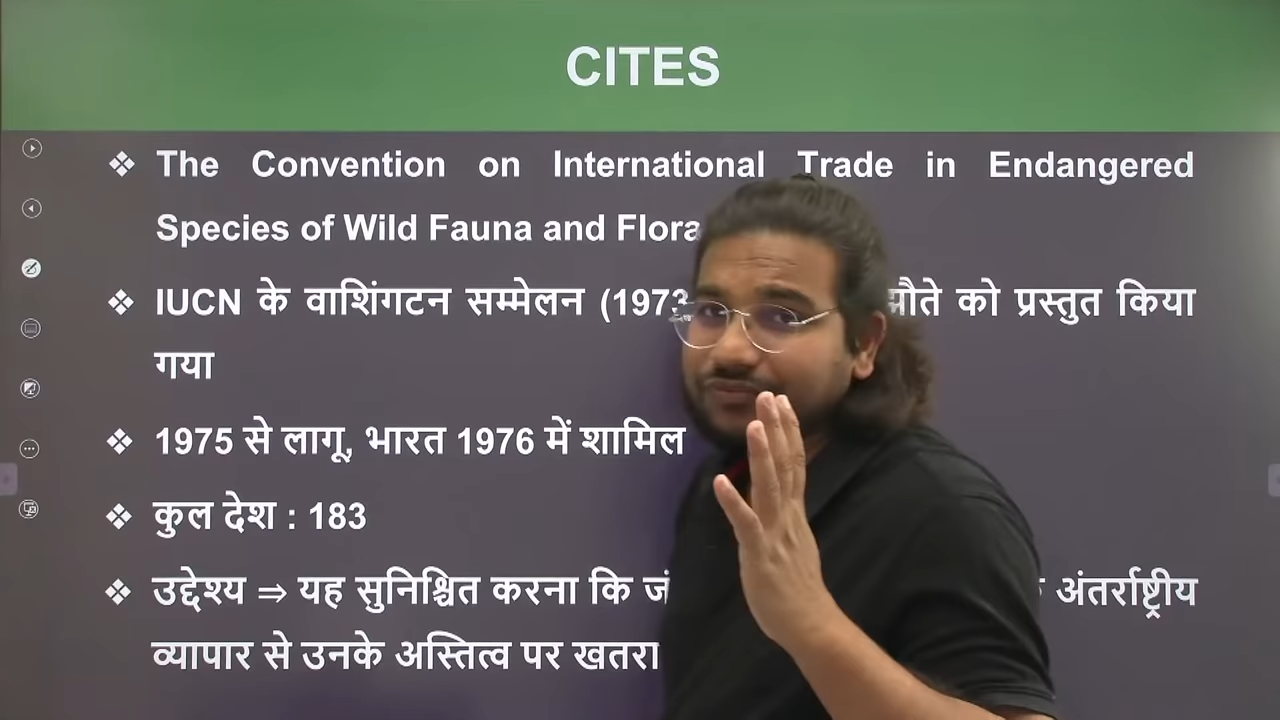 CITES
❖ The Convention on International Trade in Endangered
Species of Wild Fauna and Flora
❖ IUCN के वाशिंगटन सम्मेलन (1973 को प्रस्तुत किया
गया
❖ 1975 से लागू, भारत 1976 में शामिल
❖ कुल देश : 183
❖ उद्देश्य ⇒ यह सुनिश्चित करना कि अंतर्राष्ट्रीय
व्यापार से उनके अस्तित्व पर खतरा